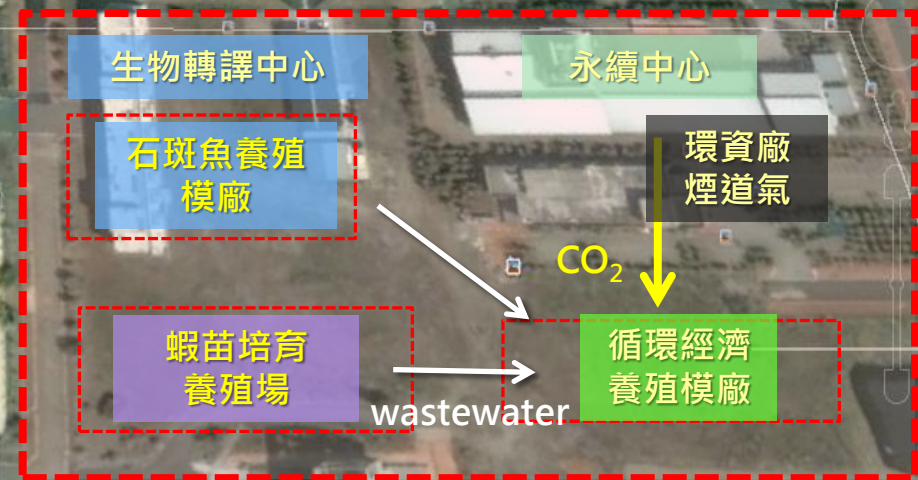 生物轉譯中心
永續中心
石斑魚養殖
模廠
環資廠
煙道氣
CO₂
蝦苗培育
養殖場
循環經濟
養殖模廠
wastewater